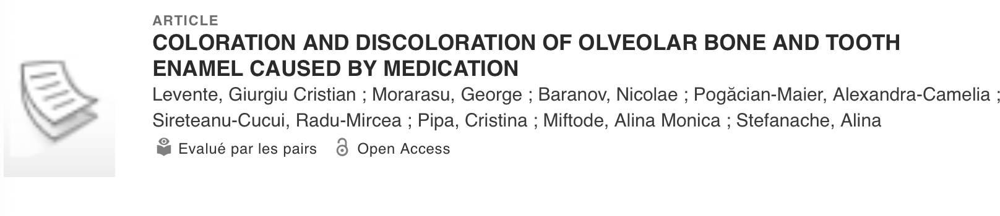 ARTICLE
COLORATION AND DISCOLORATION OF OLVEOLAR BONE AND TOOTH
ENAMEL CAUSED BY MEDICATION
Levente, Giurgiu Cristian ; Morarasu, George ; Baranov, Nicolae ; Pogăcian-Maier, Alexandra-Camelia ;
Sireteanu-Cucui, Radu-Mircea ; Pipa, Cristina ; Miftode, Alina Monica ; Stefanache, Alina
Evalué par les pairs Open Access